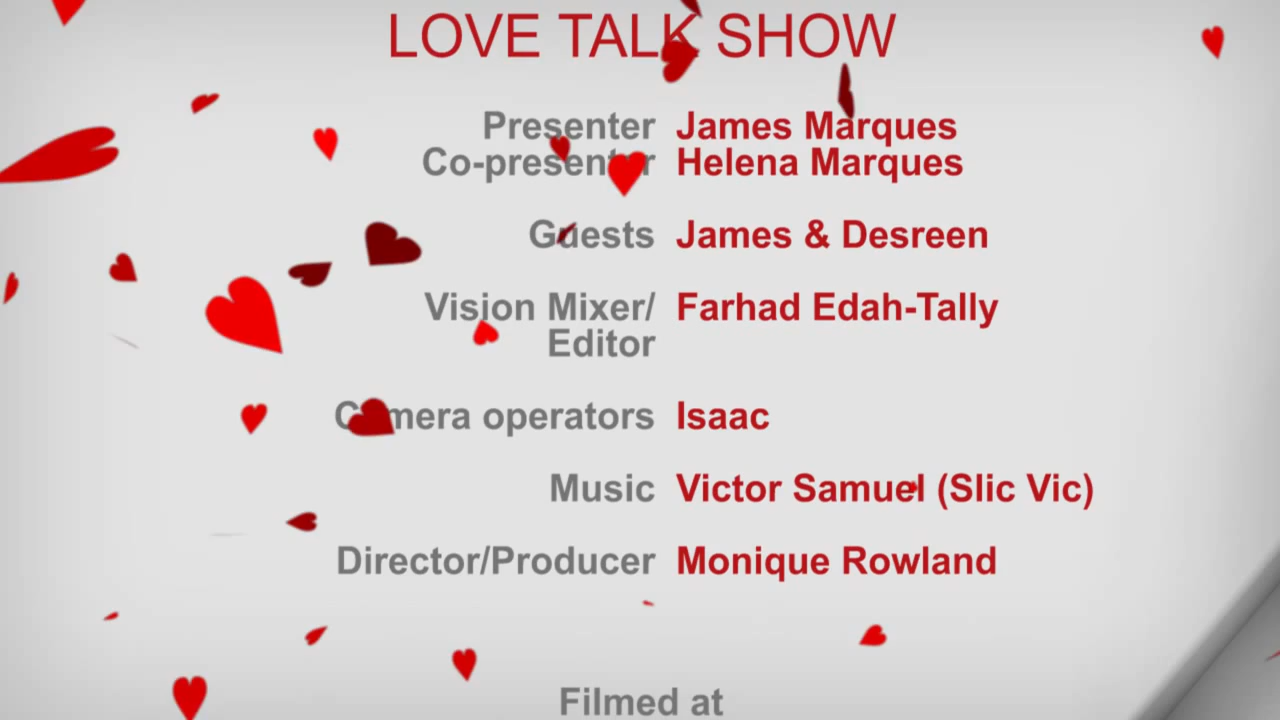 LOVE TALK SHOW
Presenter James Marques
Co-presenter Helena Marques
Guests James & Desreen
Vision Mixer/ Farhad Edah-Tally
Editor
Camera operators Isaac
Music Victor Samuel (Slic Vic)
Director/Producer Monique Rowland
Filmed at